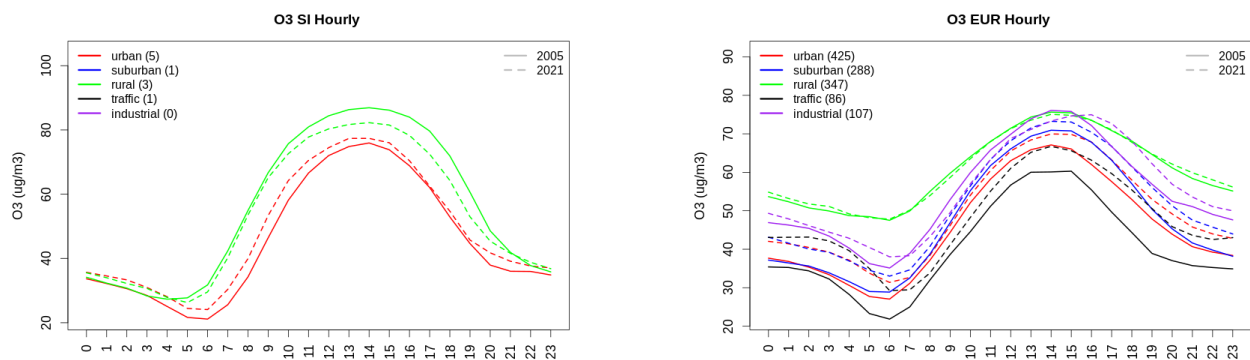 O3 SI Hourly
O3 (ug/m3)
100
80
60
40
20
urban (5)
suburban (1)
rural (3)
traffic (1)
industrial (0)
2005
2021
0 1 2 3 4 5 6 7 8 9 10 11 12 13 14 15 16 17 18 19 20 21 22 23
O3 EUR Hourly
O3 (ug/m3)
90
80
70
60
50
40
30
20
urban (425)
suburban (288)
rural (347)
traffic (86)
industrial (107)
2005
2021
0 1 2 3 4 5 6 7 8 9 10 11 12 13 14 15 16 17 18 19 20 21 22 23